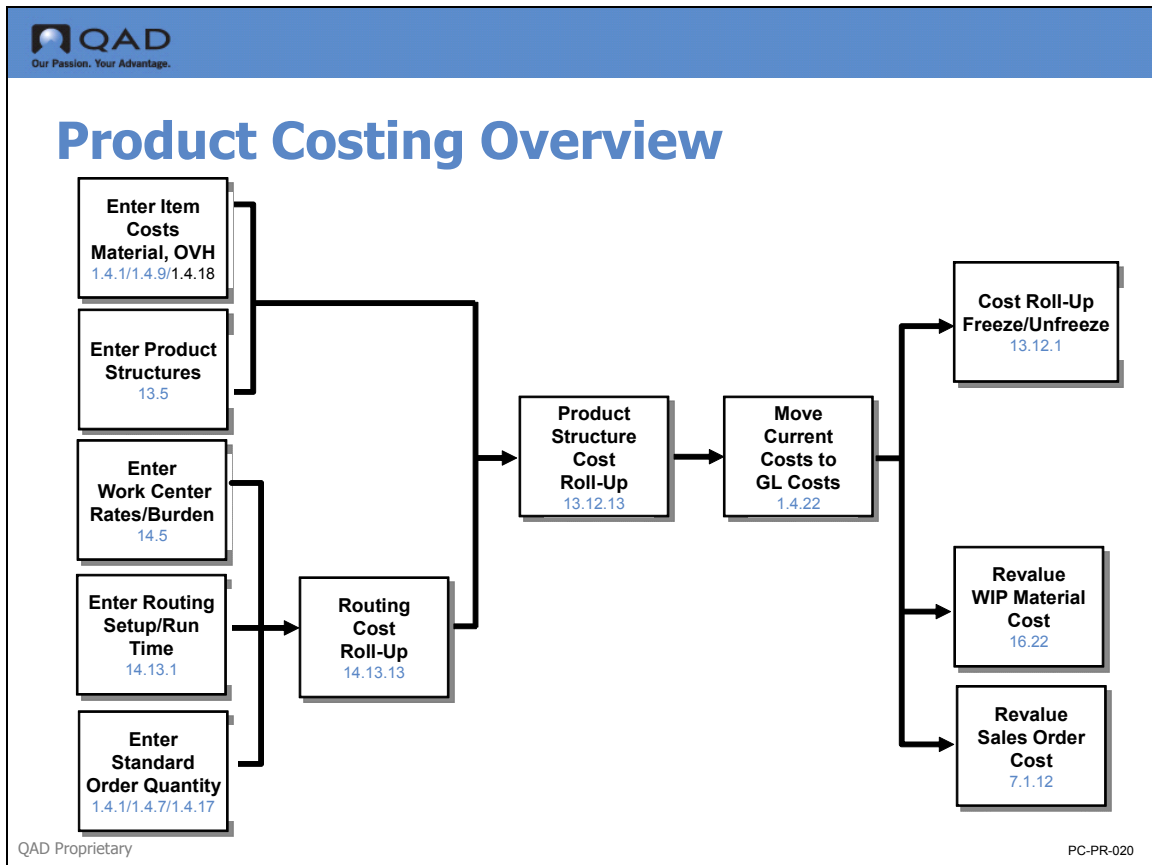 QAD
Our Passion. Your Advantage.
Product Costing Overview
Enter Item
Costs
Material, OVH
1.4.1/1.4.9/1.4.18
Enter Product
Structures
13.5
Enter
Work Center
Rates/Burden
14.5
Enter Routing
Setup/Run
Time
14.13.1
Enter
Standard
Order Quantity
1.4.1/1.4.7/1.4.17
Routing
Cost
Roll-Up
14.13.13
Product
Structure
Cost
Roll-Up
13.12.13
Move
Current
Costs to
GL Costs
1.4.22
Cost Roll-Up
Freeze/Unfreeze
13.12.1
Revalue
WIP Material
Cost
16.22
Revalue
Sales Order
Cost
7.1.12
QAD Proprietary
PC-PR-020